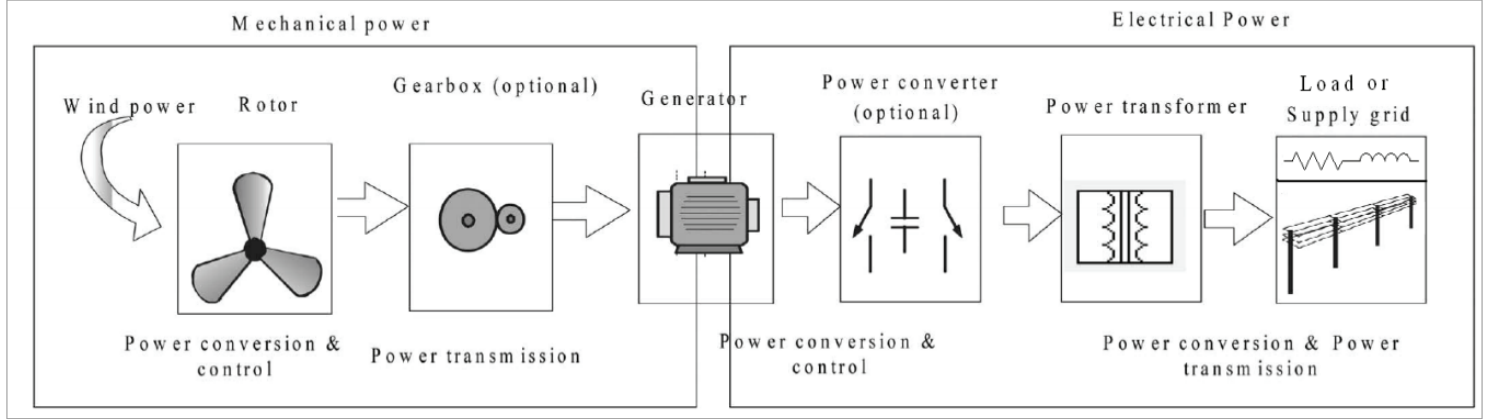 Mechanical power
Electrical Power
Wind power
Rotor
Gearbox (optional)
Generator
Power converter
(optional)
Power transformer
Load or
Supply grid
Power conversion &
control
Power transmission
Power conversion &
control
Power conversion & Power
transmission